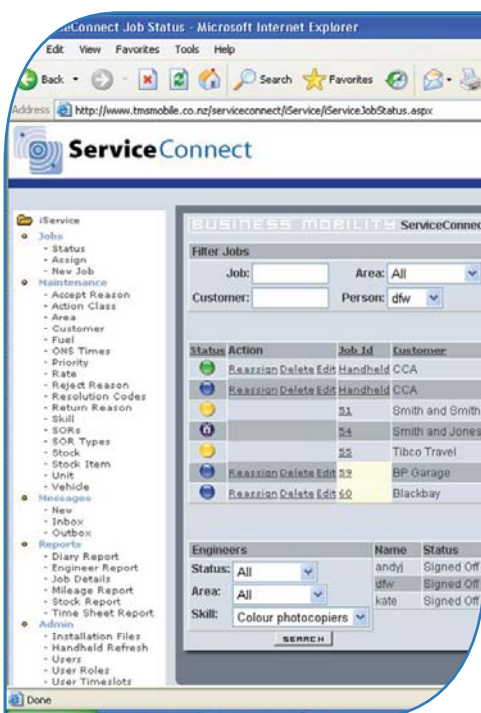 ServiceConnect Job Status - Microsoft Internet Explorer
Edit View Favorites Tools Help
Back Search Favorites
Address http://www.tmsmobile.co.nz/serviceconnect/iService/iServiceJobStatus.aspx
ServiceConnect
iService
Jobs
- Status
- Assign
- New Job
Maintenance
- Accept Reason
- Action Class
- Area
- Customer
- Fuel
- ONS Times
- Priority
- Rate
- Reject Reason
- Resolution Codes
- Return Reason
- Skill
- SORs
- SOR Types
- Stock
- Stock Item
- Unit
- Vehicle
Messages
- New
- Inbox
- Outbox
Reports
- Diary Report
- Engineer Report
- Job Details
- Mileage Report
- Stock Report
- Time Sheet Report
Admin
- Installation Files
- Handheld Refresh
- Users
- User Roles
- User Timeslots
BUSINESS MOBILITY ServiceConnec
Filter Jobs
Job: Area: All
Customer: Person: dfw
Status Action Job Id Customer
Reassign Delete Edit Handheld CCA
Reassign Delete Edit Handheld CCA
51 Smith and Smith
54 Smith and Jones
55 Tibco Travel
Reassign Delete Edit 59 BP Garage
Reassign Delete Edit 60 Blackbay
Engineers Name Status
Status: All andyj Signed Off
Area: All dfw Signed Off
Skill: Colour photocopiers kate Signed Off
SEARCH
Done